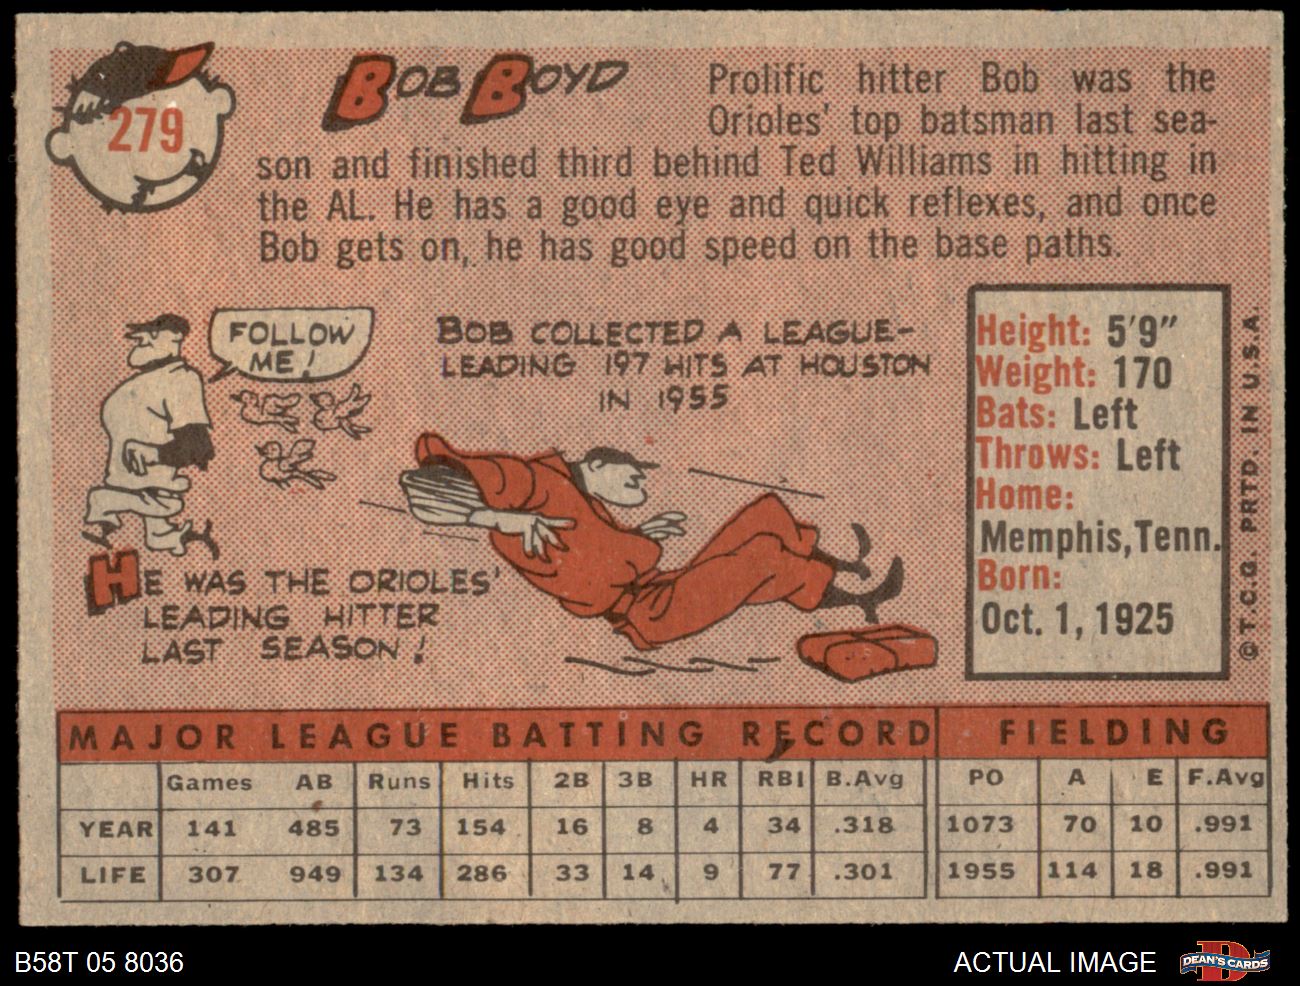 279
BOB BOYD
Prolific hitter Bob was the
Orioles' top batsman last sea-
son and finished third behind Ted Williams in hitting in
the AL. He has a good eye and quick reflexes, and once
Bob gets on, he has good speed on the base paths.
FOLLOW
ME!
BOB COLLECTED A LEAGUE-
LEADING 197 HITS AT HOUSTON
IN 1955
HE WAS THE ORIOLES'
LEADING HITTER
LAST SEASON!
Height: 5'9"
Weight: 170
Bats: Left
Throws: Left
Home:
Memphis, Tenn.
Born:
Oct. 1, 1925
© T.C.G. PRTD. IN U.S.A.
MAJOR LEAGUE BATTING RECORD FIELDING
Games AB Runs Hits 2B 3B HR RBI B.Avg PO A E F.Avg
YEAR 141 485 73 154 16 8 4 34 .318 1073 70 10 .991
LIFE 307 949 134 286 33 14 9 77 .301 1955 114 18 .991
B58T 05 8036
ACTUAL IMAGE
DEAN'S CARDS